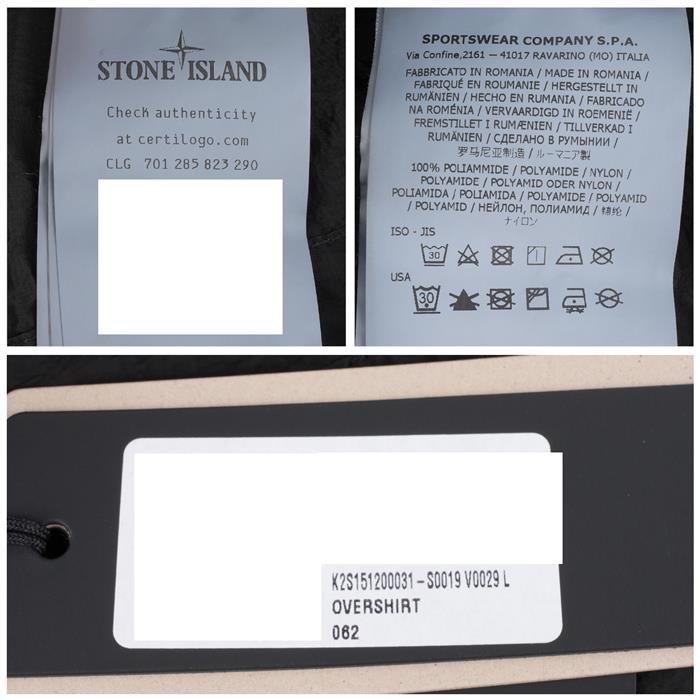 STONE ISLAND
Check authenticity
at certilogo.com
CLG 701 285 823 290
SPORTSWEAR COMPANY S.P.A.
Via Confine,2161 - 41017 RAVARINO (MO) ITALIA
FABBRICATO IN ROMANIA / MADE IN ROMANIA /
FABRIQUÉ EN ROUMANIE / HERGESTELLT IN
RUMÄNIEN / HECHO EN RUMANIA / FABRICADO
NA ROMÉNIA / VERVAARDIGD IN ROEMENIË /
FREMSTILLET I RUMÆNIEN / TILLVERKAD I
RUMÄNIEN / СДЕЛАНО В РУМЫНИИ /
罗马尼亚制造 / ルーマニア製
100% POLIAMMIDE / POLYAMIDE / NYLON /
POLYAMIDE / POLYAMID ODER NYLON /
POLIAMIDA / POLIAMIDA / POLYAMIDE / POLYAMID
/ POLYAMID / НЕЙЛОН, ПОЛИАМИД / 锦纶 /
ナイロン
ISO - JIS
30
USA
30
K2S151200031-S0019 V0029 L
OVERSHIRT
062